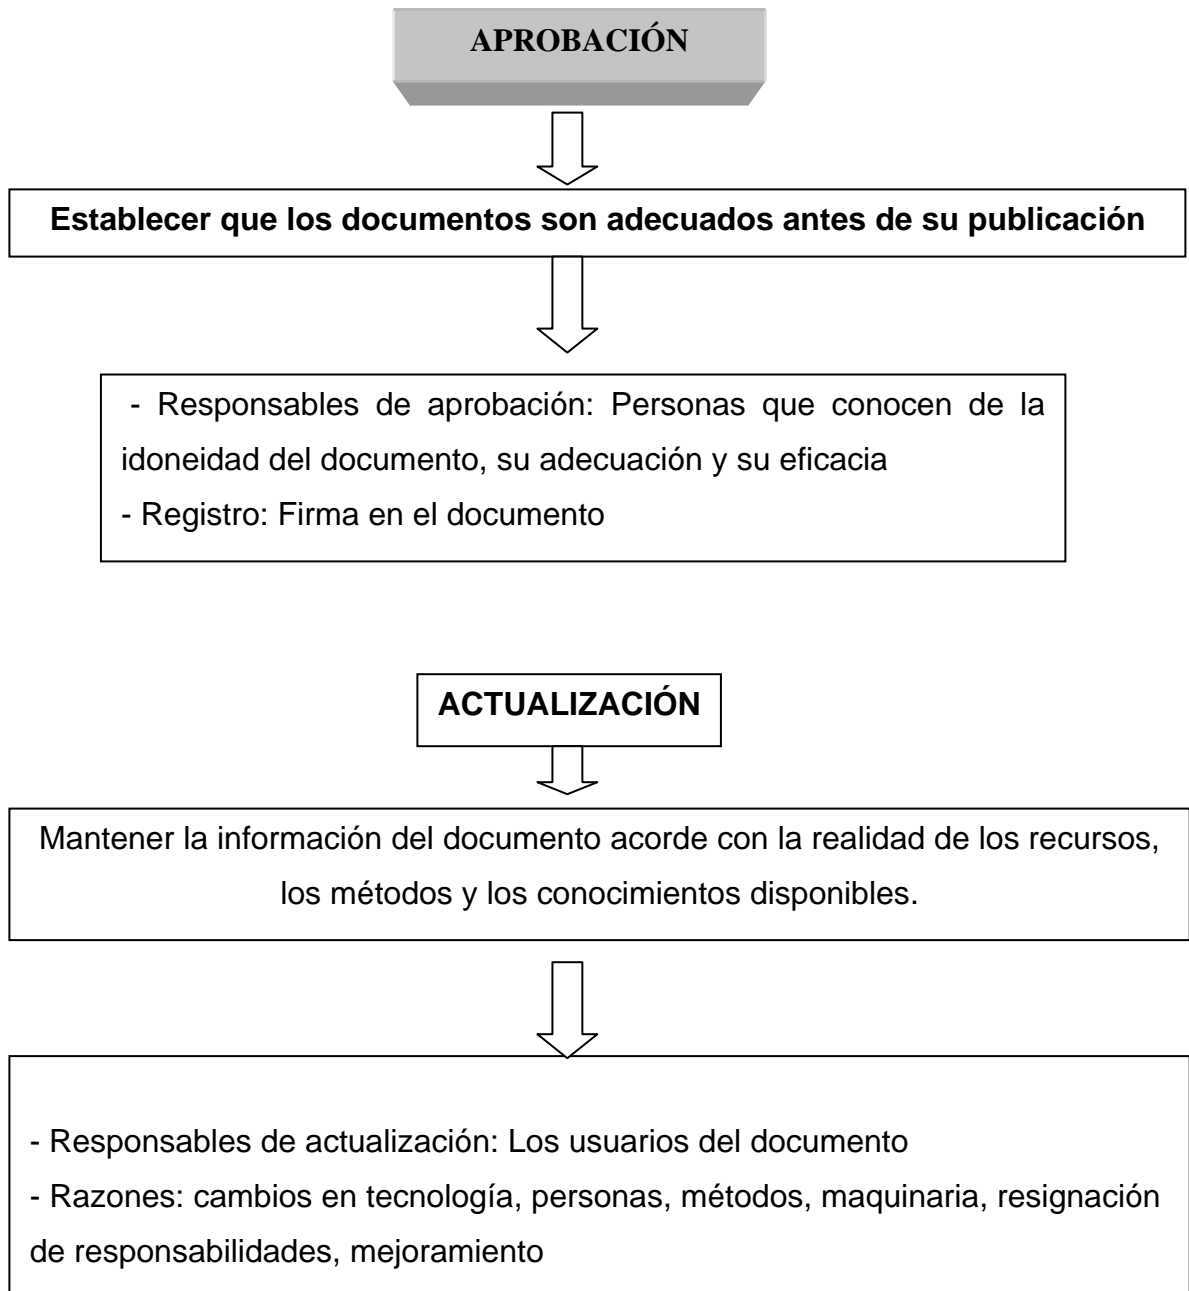 APROBACIÓN
Establecer que los documentos son adecuados antes de su publicación
- Responsables de aprobación: Personas que conocen de la
idoneidad del documento, su adecuación y su eficacia
- Registro: Firma en el documento
ACTUALIZACIÓN
Mantener la información del documento acorde con la realidad de los recursos,
los métodos y los conocimientos disponibles.
- Responsables de actualización: Los usuarios del documento
- Razones: cambios en tecnología, personas, métodos, maquinaria, resignación
de responsabilidades, mejoramiento